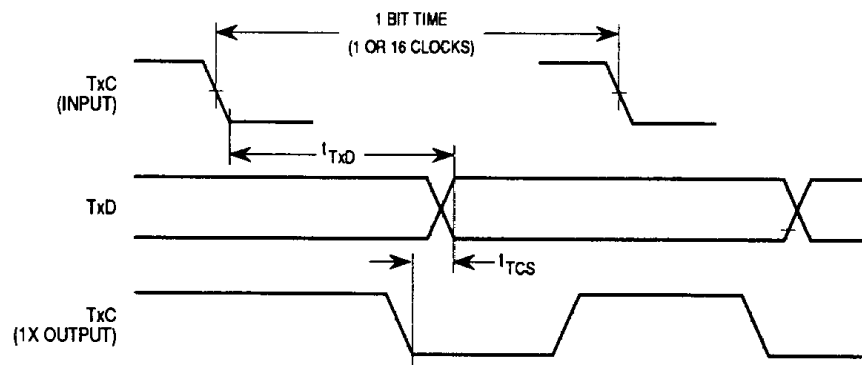 1 BIT TIME
(1 OR 16 CLOCKS)
TxC
(INPUT)
tTxD
TxD
tTCS
TxC
(1X OUTPUT)